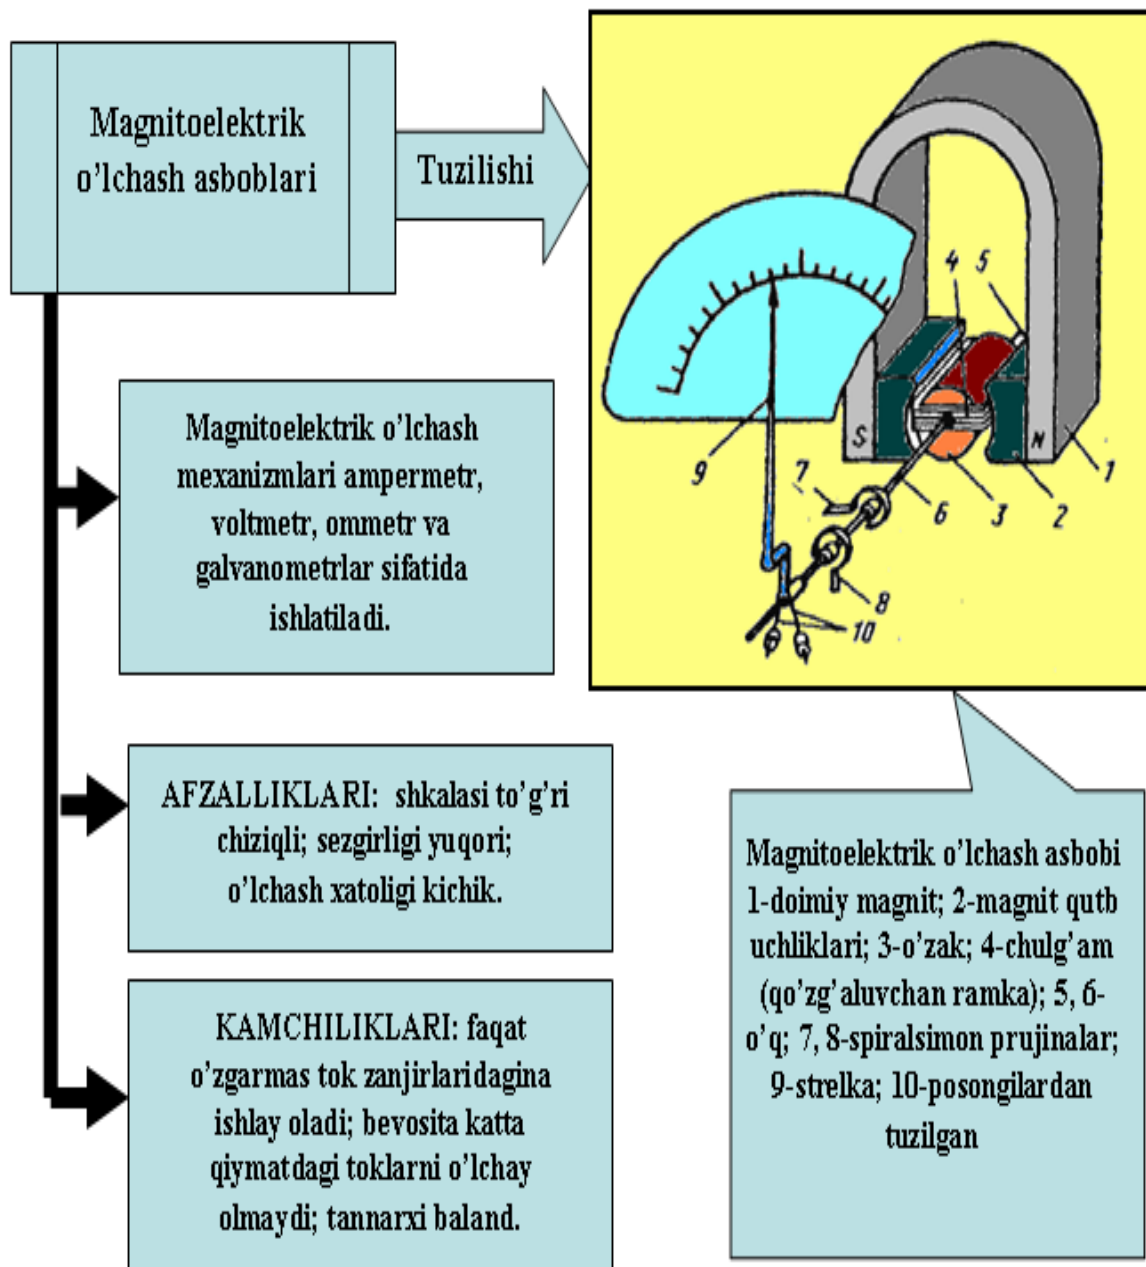 Magnitoelektrik
o’lchash asboblari
Tuzilishi
4 5
S N
9 7 6 3 2 1
8
10
Magnitoelektrik o’lchash
mexanizmlari ampermetr,
voltmetr, ommetr va
galvanometrlar sifatida
ishlatiladi.
AFZALLIKLARI: shkalasi to’g’ri
chiziqli; sezgirligi yuqori;
o’lchash xatoligi kichik.
KAMCHILIKLARI: faqat
o’zgarmas tok zanjirlaridagina
ishlay oladi; bevosita katta
qiymatdagi toklarni o’lchay
olmaydi; tannarxi baland.
Magnitoelektrik o’lchash asbobi
1-doimiy magnit; 2-magnit qutb
uchliklari; 3-o’zak; 4-chulg’am
(qo’zg’aluvchan ramka); 5, 6-
o’q; 7, 8-spiralsimon prujinalar;
9-strelka; 10-posongilardan
tuzilgan